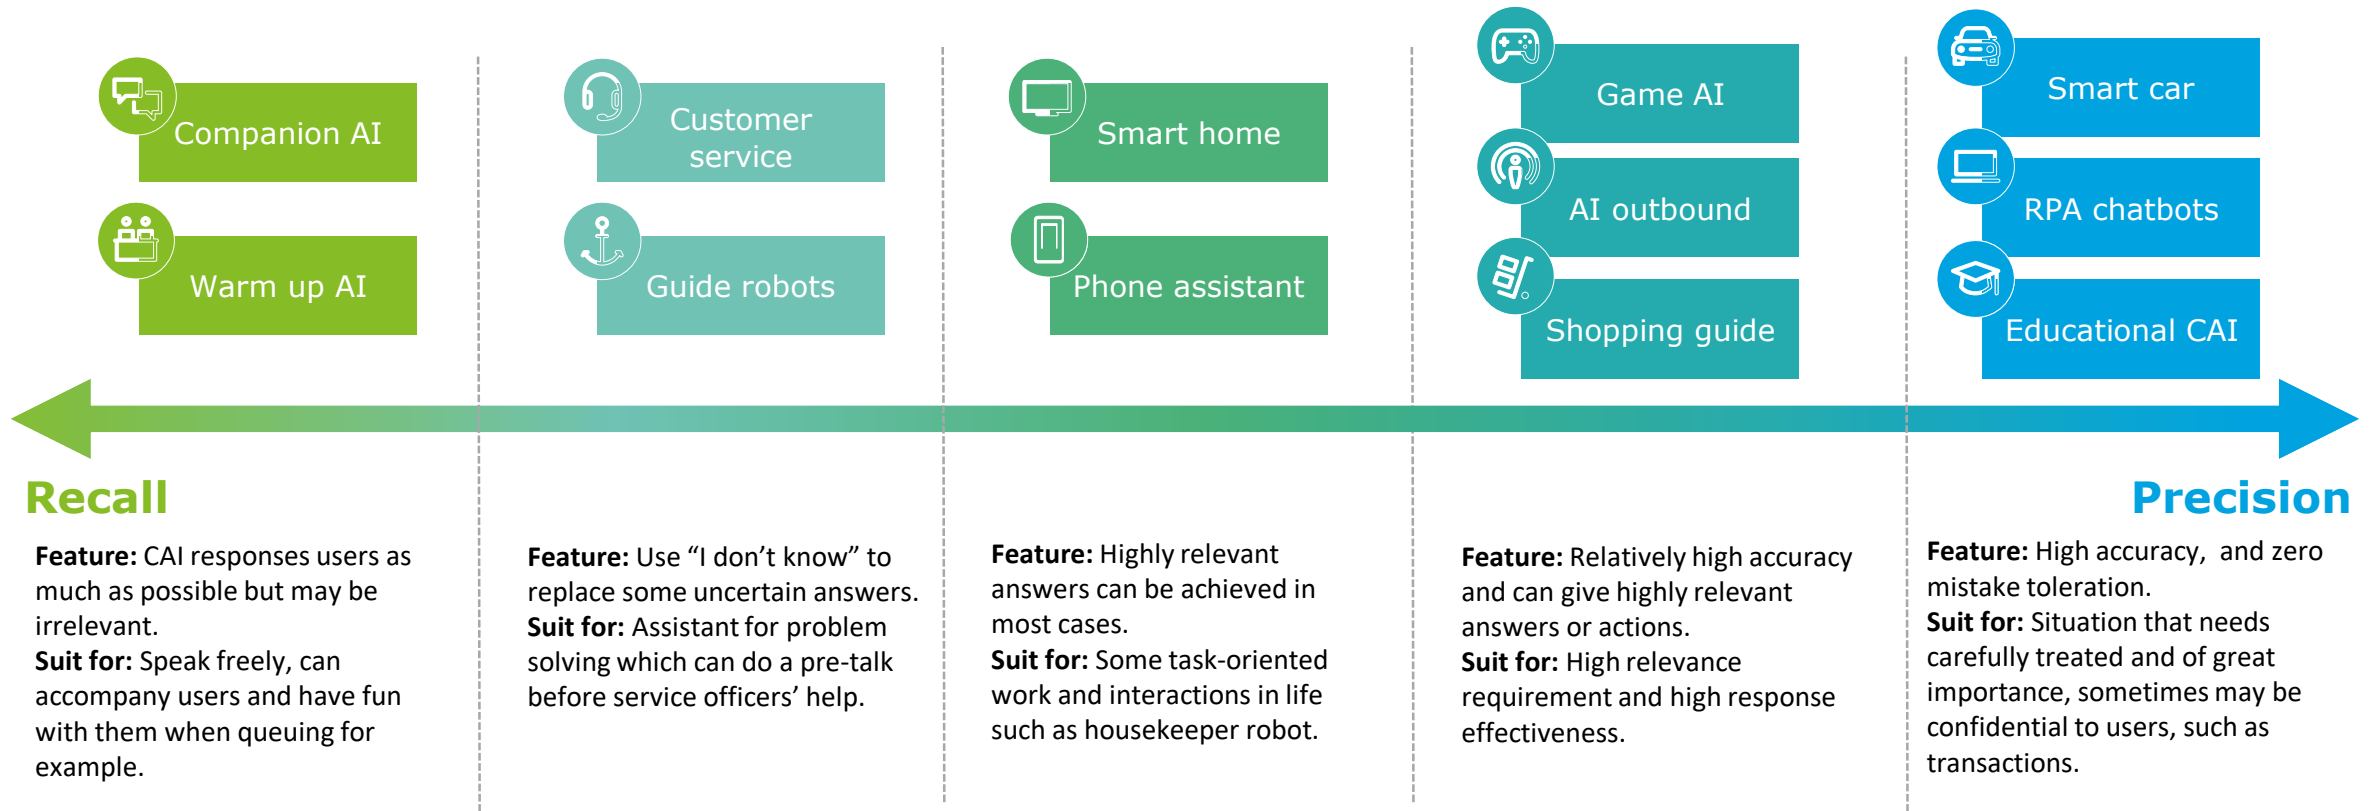 Companion AI
Warm up AI
Customer
service
Guide robots
Smart home
Phone assistant
Game AI
AI outbound
Shopping guide
Smart car
RPA chatbots
Educational CAI
Recall
Precision
Feature: CAI responses users as
much as possible but may be
irrelevant.
Suit for: Speak freely, can
accompany users and have fun
with them when queuing for
example.
Feature: Use “I don’t know” to
replace some uncertain answers.
Suit for: Assistant for problem
solving which can do a pre-talk
before service officers’ help.
Feature: Highly relevant
answers can be achieved in
most cases.
Suit for: Some task-oriented
work and interactions in life
such as housekeeper robot.
Feature: Relatively high accuracy
and can give highly relevant
answers or actions.
Suit for: High relevance
requirement and high response
effectiveness.
Feature: High accuracy, and zero
mistake toleration.
Suit for: Situation that needs
carefully treated and of great
importance, sometimes may be
confidential to users, such as
transactions.